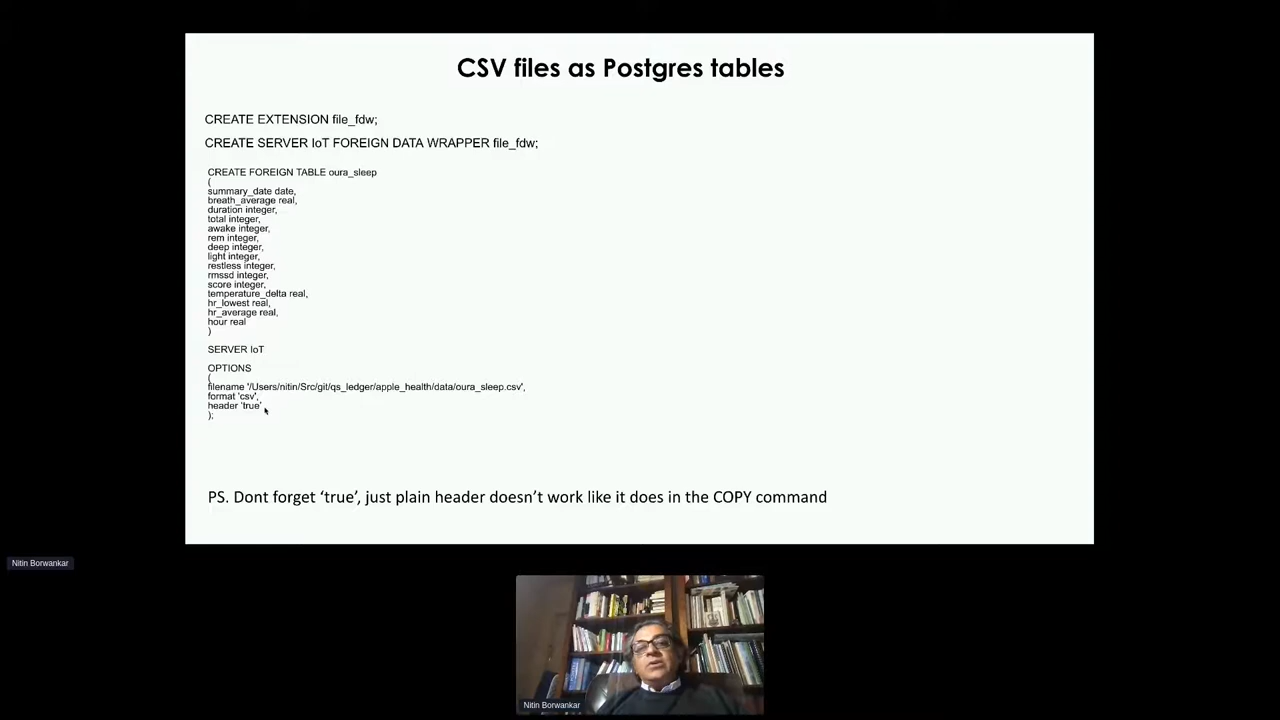 CSV files as Postgres tables
CREATE EXTENSION file_fdw;
CREATE SERVER IoT FOREIGN DATA WRAPPER file_fdw;
CREATE FOREIGN TABLE oura_sleep
(
summary_date date,
breath_average real,
duration integer,
total integer,
awake integer,
rem integer,
deep integer,
light integer,
restless integer,
rmssd integer,
score integer,
temperature_delta real,
hr_lowest real,
hr_average real,
hour real
)
SERVER IoT
OPTIONS
(
filename '/Users/nitin/Src/git/qs_ledger/apple_health/data/oura_sleep.csv',
format 'csv',
header 'true'
);
PS. Dont forget ‘true’, just plain header doesn’t work like it does in the COPY command
Nitin Borwankar
Nitin Borwankar